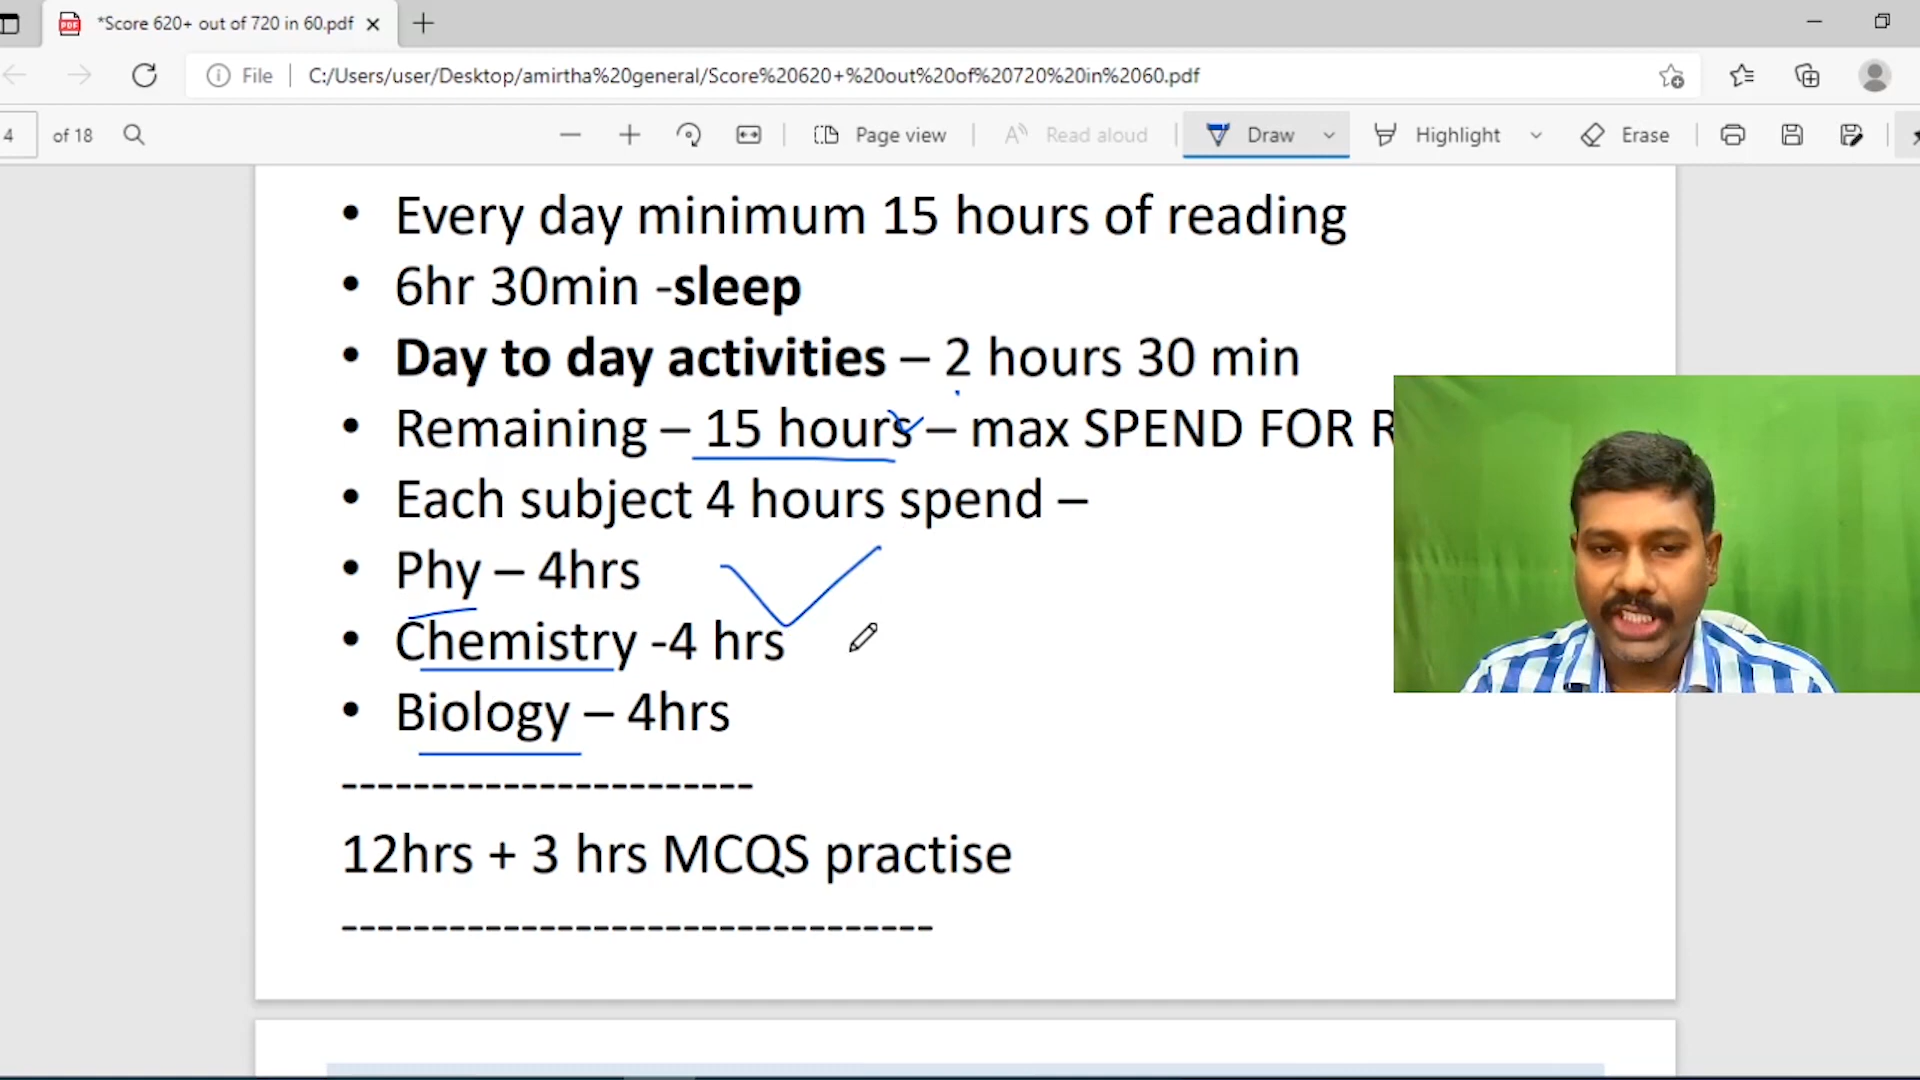 *Score 620+ out of 720 in 60.pdf
File C:/Users/user/Desktop/amirtha%20general/Score%20620+%20out%20of%20720%20in%2060.pdf
4 of 18 Page view Read aloud Draw Highlight Erase
• Every day minimum 15 hours of reading
• 6hr 30min -sleep
• Day to day activities – 2 hours 30 min
• Remaining – 15 hours – max SPEND FOR R
• Each subject 4 hours spend –
• Phy – 4hrs
• Chemistry -4 hrs
• Biology – 4hrs
-----------------------
12hrs + 3 hrs MCQS practise
---------------------------------